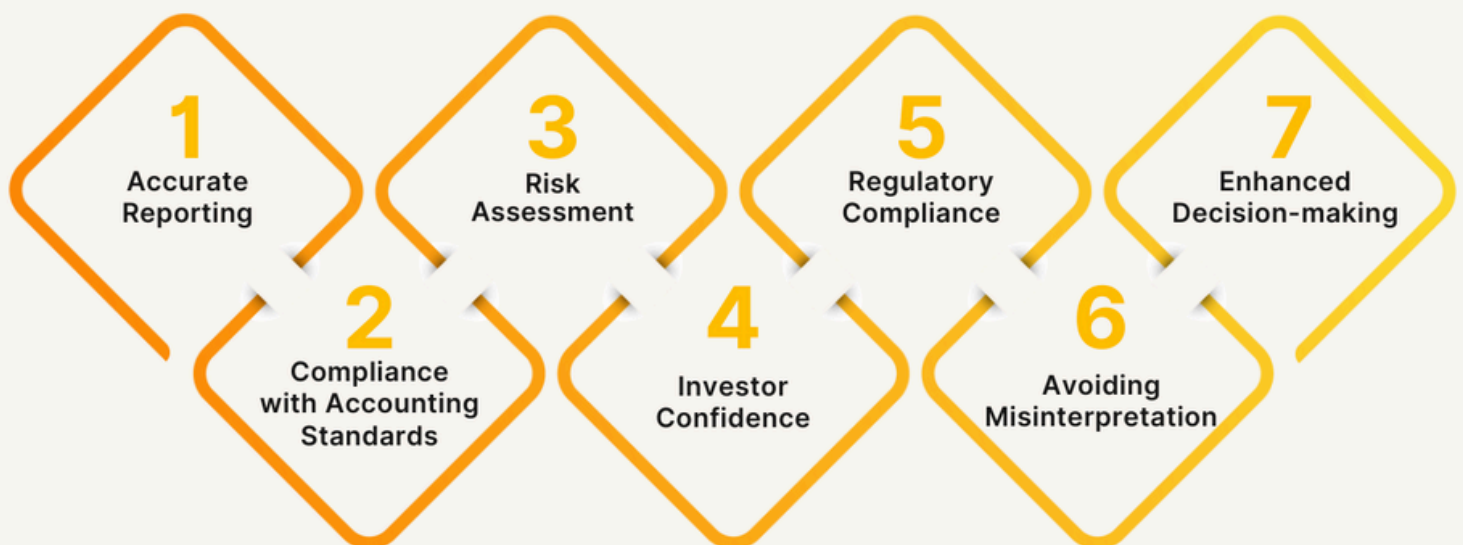 1
Accurate
Reporting
2
Compliance
with Accounting
Standards
3
Risk
Assessment
4
Investor
Confidence
5
Regulatory
Compliance
6
Avoiding
Misinterpretation
7
Enhanced
Decision-making